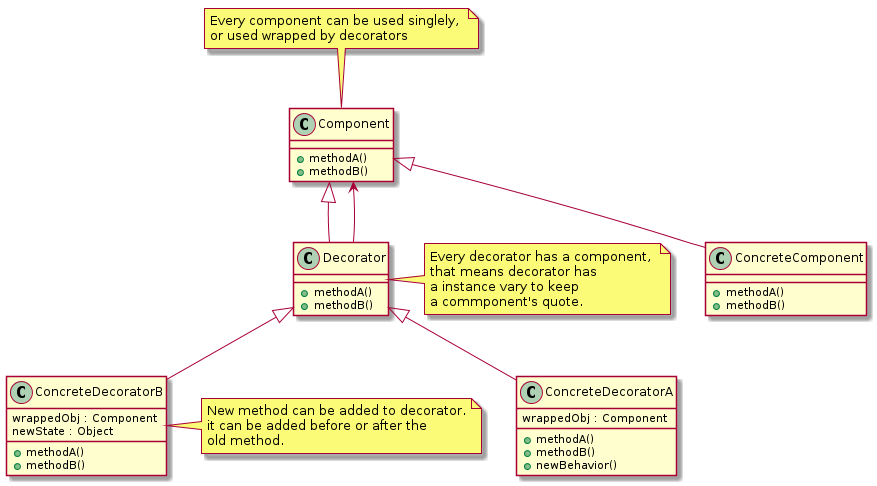 Every component can be used singlely,
or used wrapped by decorators
C Component
methodA()
methodB()
C Decorator
methodA()
methodB()
Every decorator has a component,
that means decorator has
a instance vary to keep
a commponent's quote.
C ConcreteComponent
methodA()
methodB()
C ConcreteDecoratorB
wrappedObj : Component
newState : Object
methodA()
methodB()
New method can be added to decorator.
it can be added before or after the
old method.
C ConcreteDecoratorA
wrappedObj : Component
methodA()
methodB()
newBehavior()